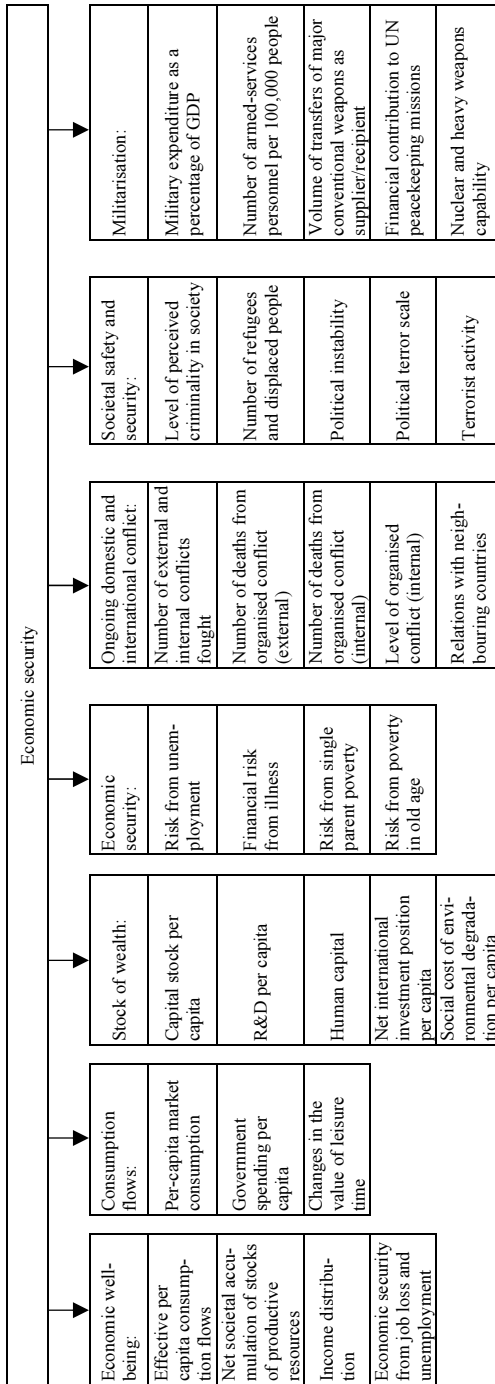 Economic security
Economic well-
being:
Effective per
capita consump-
tion flows
Net societal accu-
mulation of stocks
of productive
resources
Income distribu-
tion
Economic security
from job loss and
unemployment
Consumption
flows:
Per-capita market
consumption
Government
spending per
capita
Changes in the
value of leisure
time
Stock of wealth:
Capital stock per
capita
R&D per capita
Human capital
Net international
investment position
per capita
Social cost of envi-
ronmental degrada-
tion per capita
Economic
security:
Risk from unem-
ployment
Financial risk
from illness
Risk from single
parent poverty
Risk from poverty
in old age
Ongoing domestic and
international conflict:
Number of external and
internal conflicts
fought
Number of deaths from
organised conflict
(external)
Number of deaths from
organised conflict
(internal)
Level of organised
conflict (internal)
Relations with neigh-
bouring countries
Societal safety and
security:
Level of perceived
criminality in society
Number of refugees
and displaced people
Political instability
Political terror scale
Terrorist activity
Militarisation:
Military expenditure as a
percentage of GDP
Number of armed-services
personnel per 100,000 people
Volume of transfers of major
conventional weapons as
supplier/recipient
Financial contribution to UN
peacekeeping missions
Nuclear and heavy weapons
capability